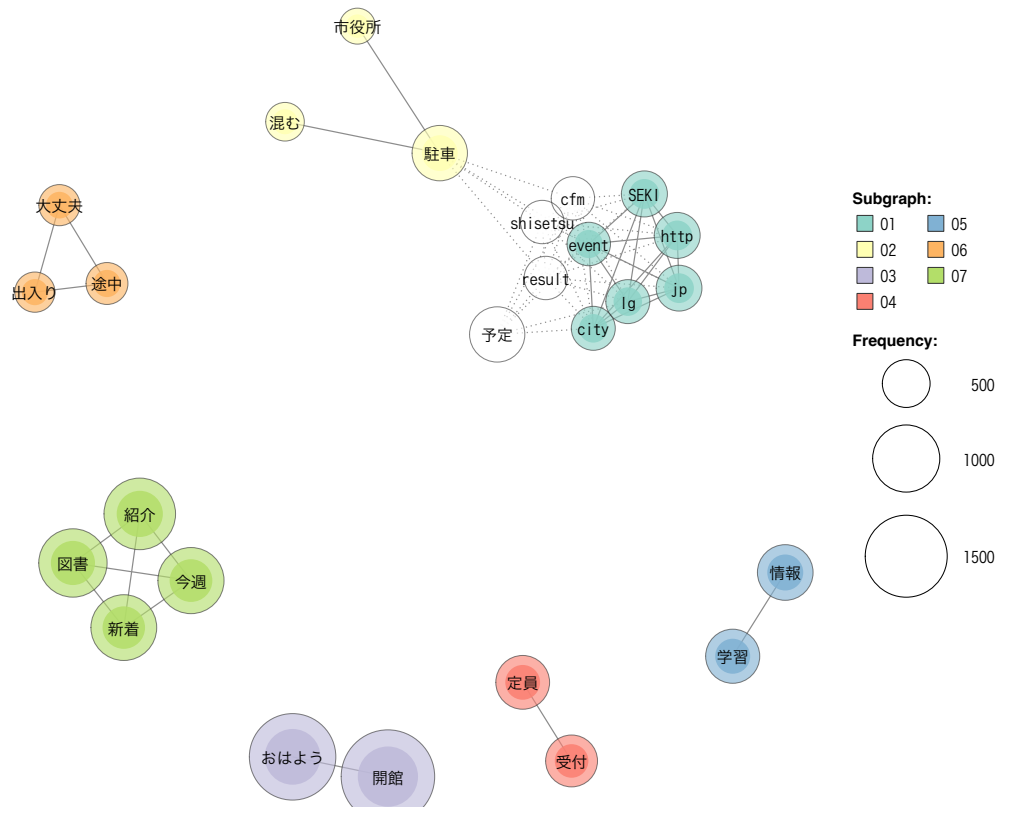 市役所
混む
駐車
大丈夫
出入り
途中
cfm
SEKI
shisetsu
event
http
result
lg
jp
city
予定
Subgraph:
01
02
03
04
05
06
07
Frequency:
500
1000
1500
紹介
図書
今週
新着
情報
学習
定員
受付
おはよう
開館